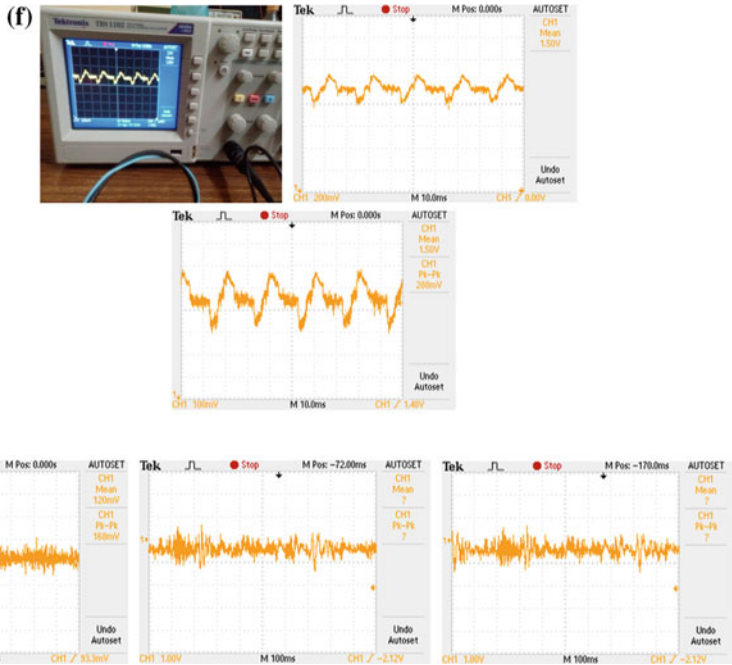 (f)
Tektronix TBS 1102
Tek Stop M Pos: 0.000s AUTOSET
CH1
Mean
1.50V
Undo
Autoset
CH1 200mV M 10.0ms CH1 / 0.00V
Tek Stop M Pos: 0.000s AUTOSET
CH1
Mean
1.50V
CH1
Pk-Pk
280mV
Undo
Autoset
CH1 100mV M 10.0ms CH1 / 1.48V
M Pos: 0.000s AUTOSET
CH1
Mean
120mV
CH1
Pk-Pk
168mV
Undo
Autoset
CH1 / 55.3mV
Tek Stop M Pos: -72.00ms AUTOSET
CH1
Mean
?
CH1
Pk-Pk
?
Undo
Autoset
CH1 1.00V M 100ms CH1 / -2.12V
Tek Stop M Pos: -170.0ms AUTOSET
CH1
Mean
?
CH1
Pk-Pk
?
Undo
Autoset
CH1 1.00V M 100ms CH1 / -2.12V